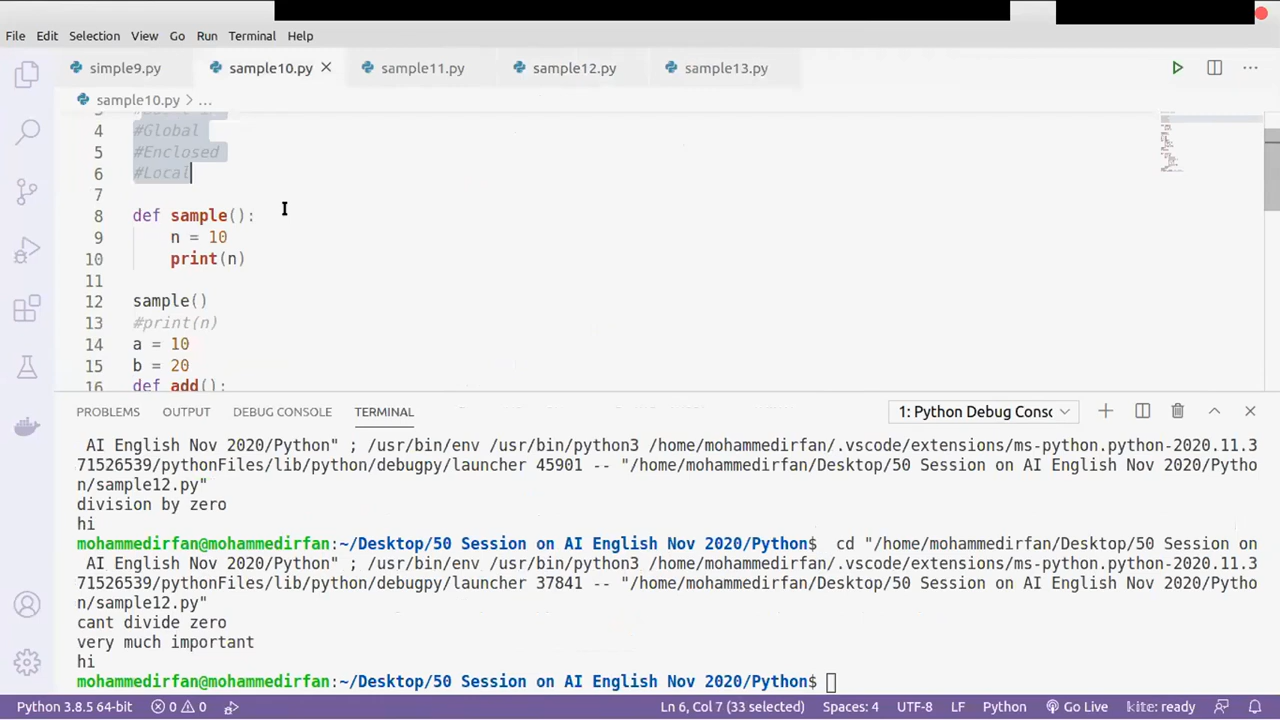 File Edit Selection View Go Run Terminal Help
simple9.py sample10.py sample11.py sample12.py sample13.py
sample10.py > ...
4 #Global
5 #Enclosed
6 #Local
7
8 def sample():
9 n = 10
10 print(n)
11
12 sample()
13 #print(n)
14 a = 10
15 b = 20
16 def add():
PROBLEMS OUTPUT DEBUG CONSOLE TERMINAL 1: Python Debug Consc
AI English Nov 2020/Python" ; /usr/bin/env /usr/bin/python3 /home/mohammedirfan/.vscode/extensions/ms-python.python-2020.11.3
71526539/pythonFiles/lib/python/debugpy/launcher 45901 -- "/home/mohammedirfan/Desktop/50 Session on AI English Nov 2020/Pytho
n/sample12.py"
division by zero
hi
mohammedirfan@mohammedirfan:~/Desktop/50 Session on AI English Nov 2020/Python$ cd "/home/mohammedirfan/Desktop/50 Session on
AI English Nov 2020/Python" ; /usr/bin/env /usr/bin/python3 /home/mohammedirfan/.vscode/extensions/ms-python.python-2020.11.3
71526539/pythonFiles/lib/python/debugpy/launcher 37841 -- "/home/mohammedirfan/Desktop/50 Session on AI English Nov 2020/Pytho
n/sample12.py"
cant divide zero
very much important
hi
mohammedirfan@mohammedirfan:~/Desktop/50 Session on AI English Nov 2020/Python$
Python 3.8.5 64-bit 0 0 Ln 6, Col 7 (33 selected) Spaces: 4 UTF-8 LF Python Go Live kite: ready